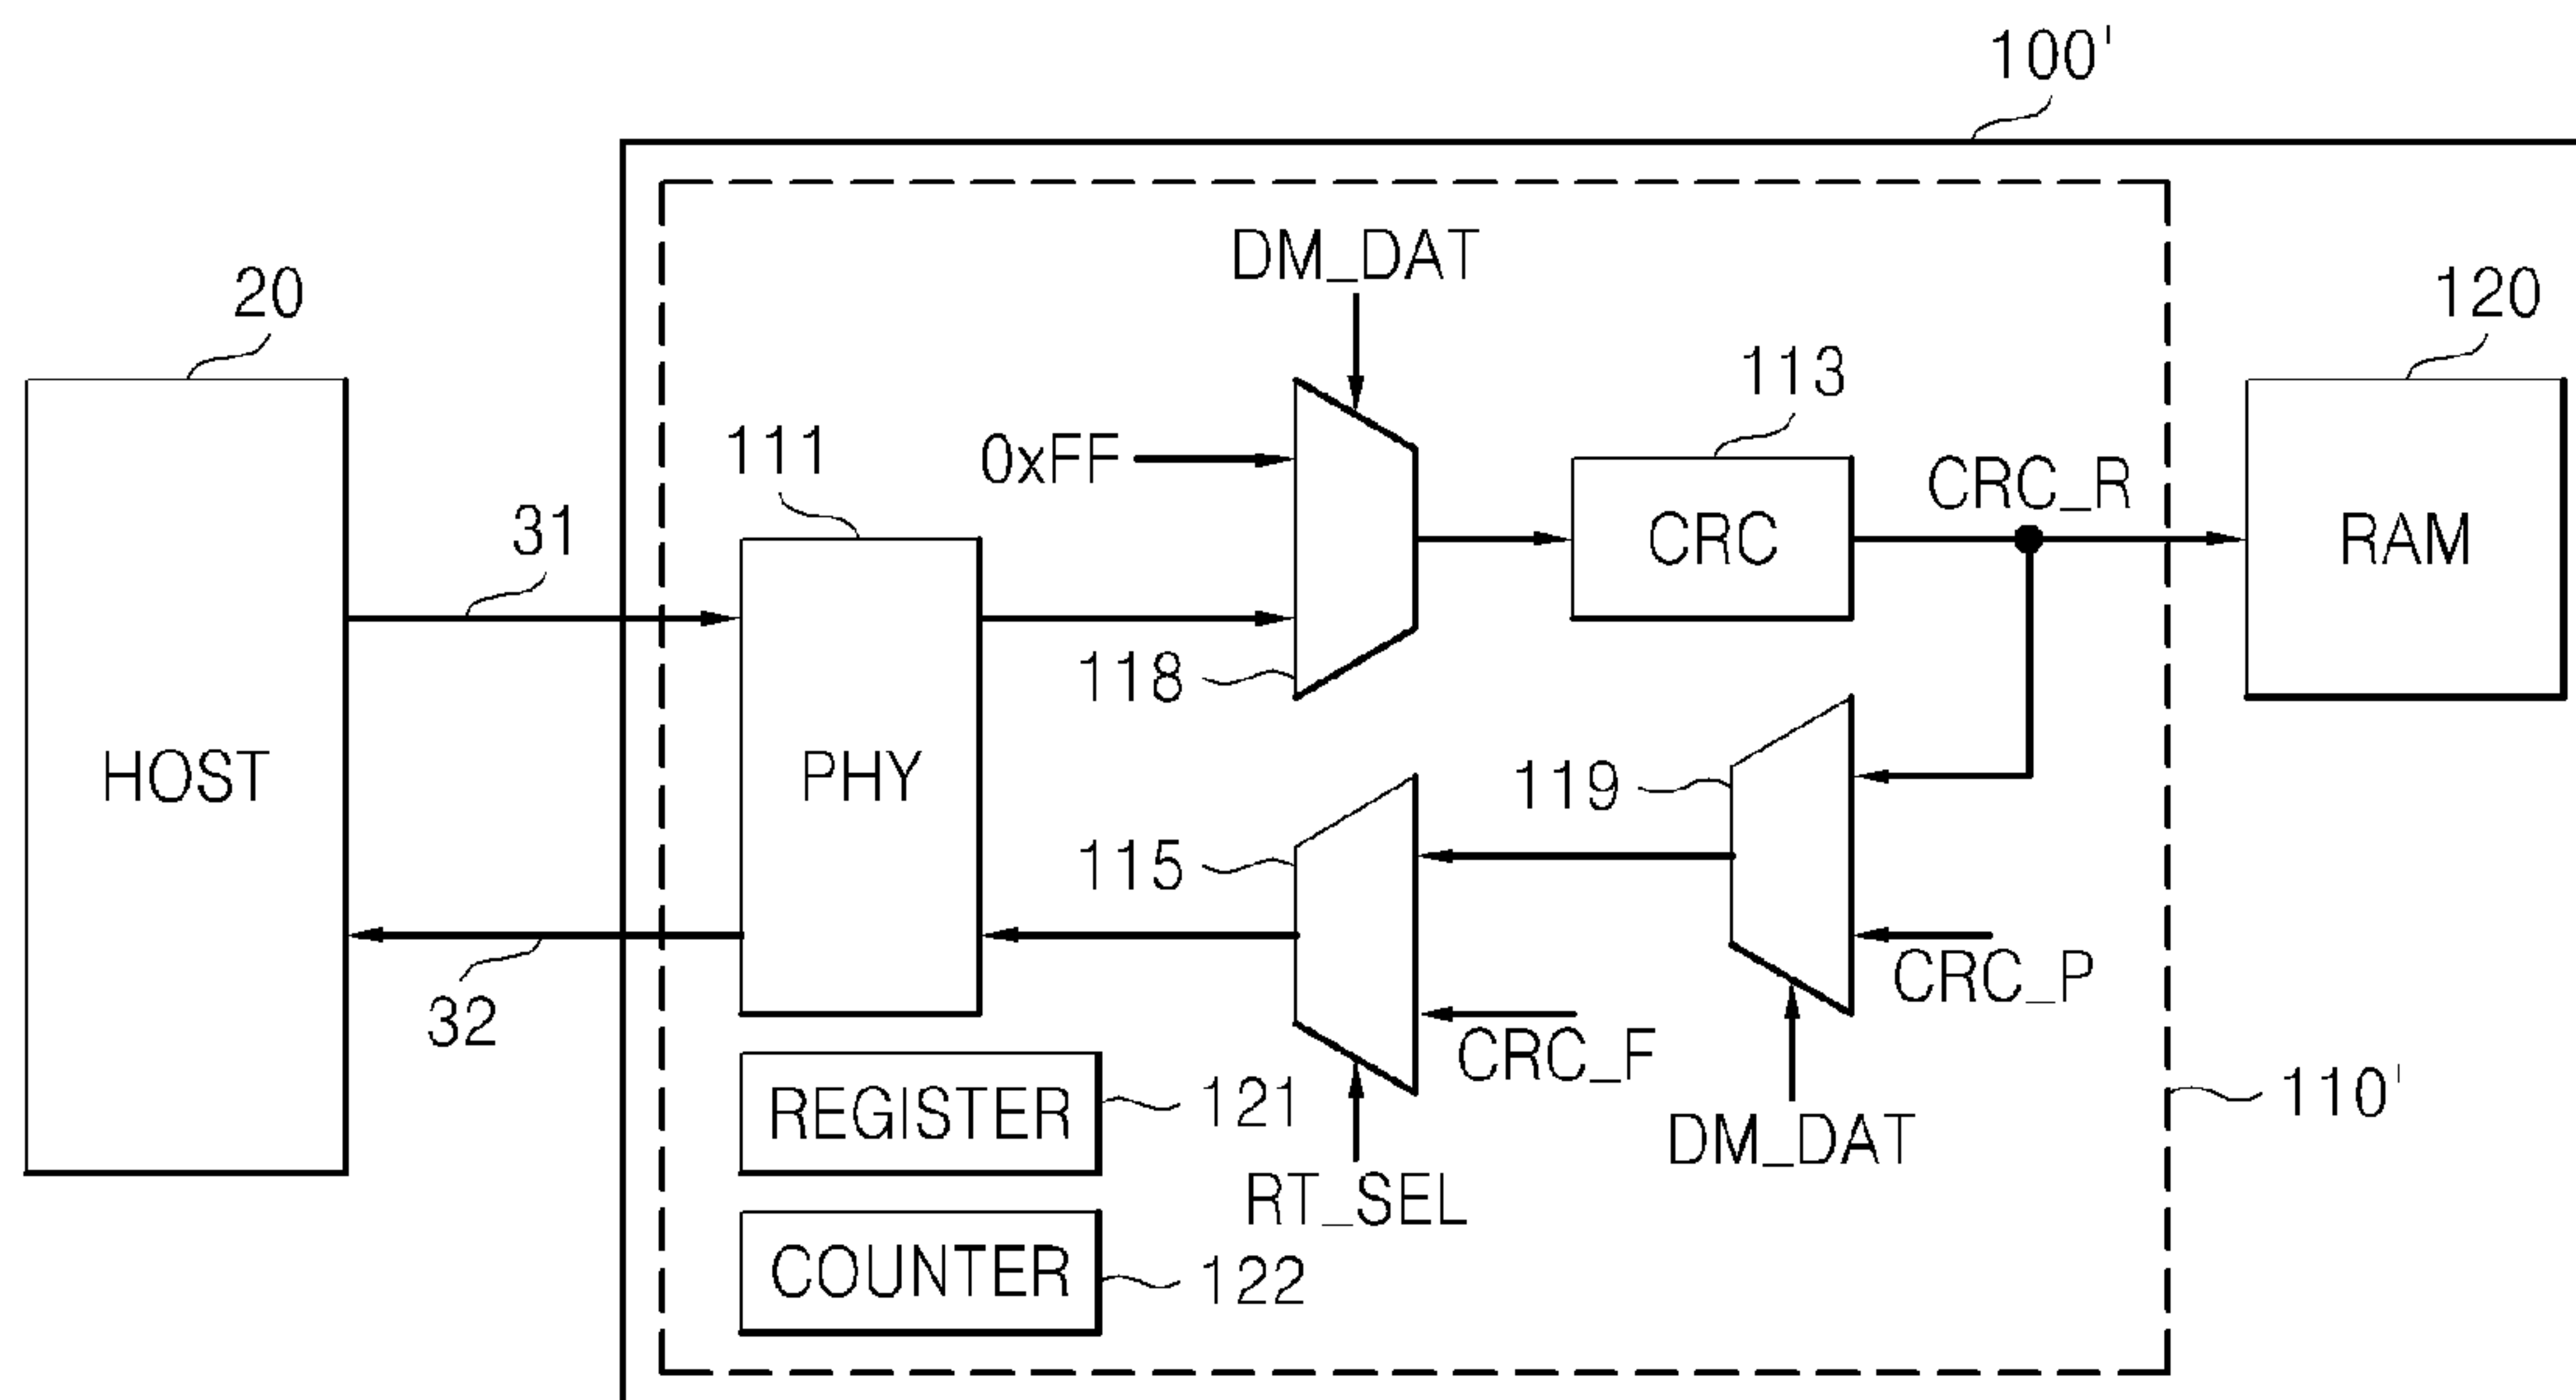 100'
DM_DAT
20
120
113
0xFF
111
CRC_R
31
CRC
RAM
118
HOST
PHY
119
115
32
CRC_P
CRC_F
REGISTER
121
110'
DM_DAT
RT_SEL
COUNTER
122